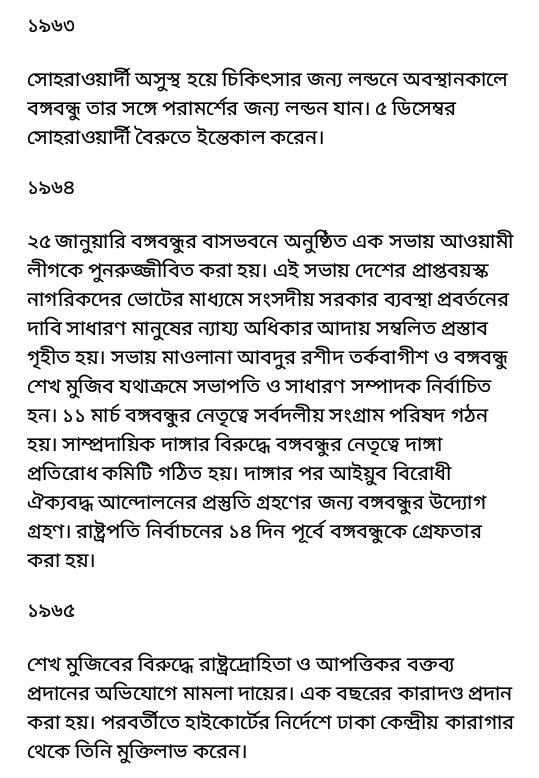 ১৯৬৩
সোহরাওয়ার্দী অসুস্থ হয়ে চিকিৎসার জন্য লন্ডনে অবস্থানকালে
বঙ্গবন্ধু তার সঙ্গে পরামর্শের জন্য লন্ডন যান। ৫ ডিসেম্বর
সোহরাওয়ার্দী বৈরুতে ইন্তেকাল করেন।
১৯৬৪
২৫ জানুয়ারি বঙ্গবন্ধুর বাসভবনে অনুষ্ঠিত এক সভায় আওয়ামী
লীগকে পুনরুজ্জীবিত করা হয়। এই সভায় দেশের প্রাপ্তবয়স্ক
নাগরিকদের ভোটের মাধ্যমে সংসদীয় সরকার ব্যবস্থা প্রবর্তনের
দাবি সাধারণ মানুষের ন্যায্য অধিকার আদায় সম্বলিত প্রস্তাব
গৃহীত হয়। সভায় মাওলানা আবদুর রশীদ তর্কবাগীশ ও বঙ্গবন্ধু
শেখ মুজিব যথাক্রমে সভাপতি ও সাধারণ সম্পাদক নির্বাচিত
হন। ১১ মার্চ বঙ্গবন্ধুর নেতৃত্বে সর্বদলীয় সংগ্রাম পরিষদ গঠন
হয়। সাম্প্রদায়িক দাঙ্গার বিরুদ্ধে বঙ্গবন্ধুর নেতৃত্বে দাঙ্গা
প্রতিরোধ কমিটি গঠিত হয়। দাঙ্গার পর আইয়ুব বিরোধী
ঐক্যবদ্ধ আন্দোলনের প্রস্তুতি গ্রহণের জন্য বঙ্গবন্ধুর উদ্যোগ
গ্রহণ। রাষ্ট্রপতি নির্বাচনের ১৪ দিন পূর্বে বঙ্গবন্ধুকে গ্রেফতার
করা হয়।
১৯৬৫
শেখ মুজিবের বিরুদ্ধে রাষ্ট্রদ্রোহিতা ও আপত্তিকর বক্তব্য
প্রদানের অভিযোগে মামলা দায়ের। এক বছরের কারাদণ্ড প্রদান
করা হয়। পরবর্তীতে হাইকোর্টের নির্দেশে ঢাকা কেন্দ্রীয় কারাগার
থেকে তিনি মুক্তিলাভ করেন।